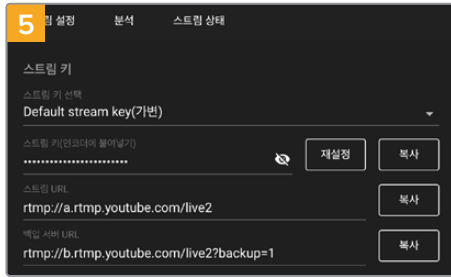 5
림 설정 분석 스트림 상태
스트림 키
스트림 키 선택
Default stream key(가변)
스트림 키(인코더에 붙여넣기)
•••••••••••••••••••••••• 재설정 복사
스트림 URL
rtmp://a.rtmp.youtube.com/live2 복사
백업 서버 URL
rtmp://b.rtmp.youtube.com/live2?backup=1 복사